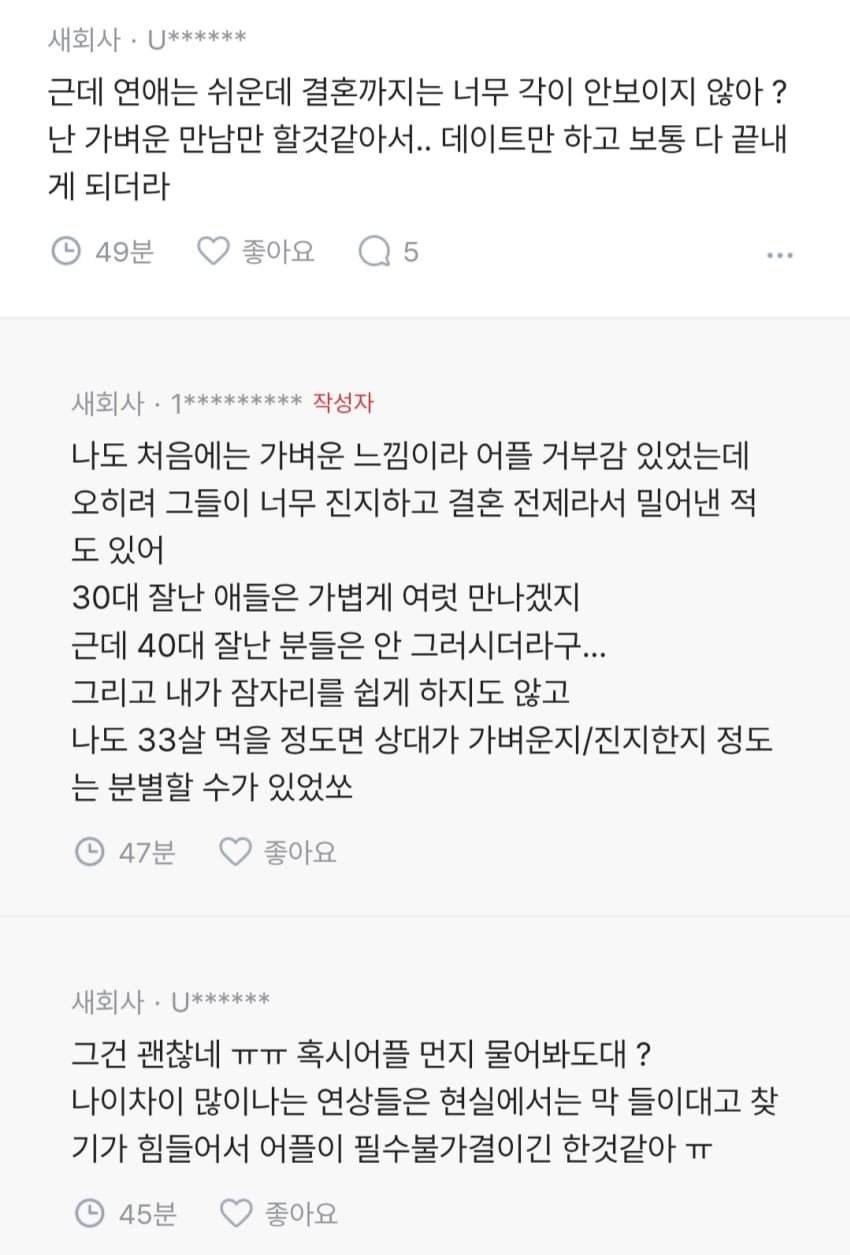 새회사 · U******
근데 연애는 쉬운데 결혼까지는 너무 각이 안보이지 않아 ?
난 가벼운 만남만 할것같아서.. 데이트만 하고 보통 다 끝내
게 되더라
49분 좋아요 5
새회사 · 1********* 작성자
나도 처음에는 가벼운 느낌이라 어플 거부감 있었는데
오히려 그들이 너무 진지하고 결혼 전제라서 밀어낸 적
도 있어
30대 잘난 애들은 가볍게 여럿 만나겠지
근데 40대 잘난 분들은 안 그러시더라구...
그리고 내가 잠자리를 쉽게 하지도 않고
나도 33살 먹을 정도면 상대가 가벼운지/진지한지 정도
는 분별할 수가 있었쏘
47분 좋아요
새회사 · U******
그건 괜찮네 ㅠㅠ 혹시어플 먼지 물어봐도대 ?
나이차이 많이나는 연상들은 현실에서는 막 들이대고 찾
기가 힘들어서 어플이 필수불가결이긴 한것같아 ㅠ
45분 좋아요